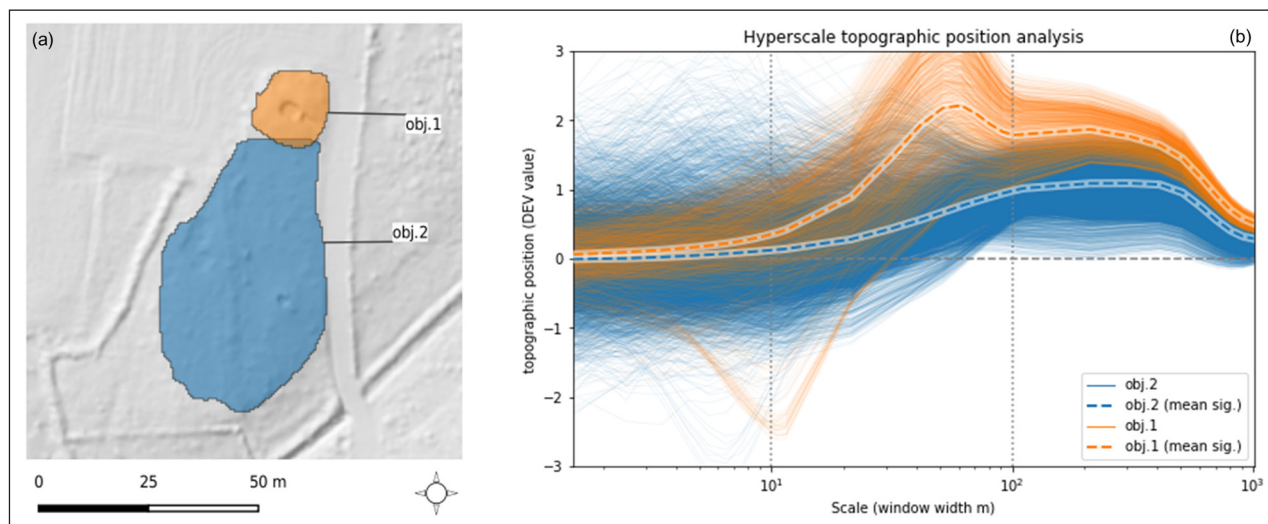 (a)
obj.1
obj.2
0 25 50 m
Hyperscale topographic position analysis
(b)
topographic position (DEV value)
3
2
1
0
−1
−2
−3
obj.2
obj.2 (mean sig.)
obj.1
obj.1 (mean sig.)
10¹ 10² 10³
Scale (window width m)